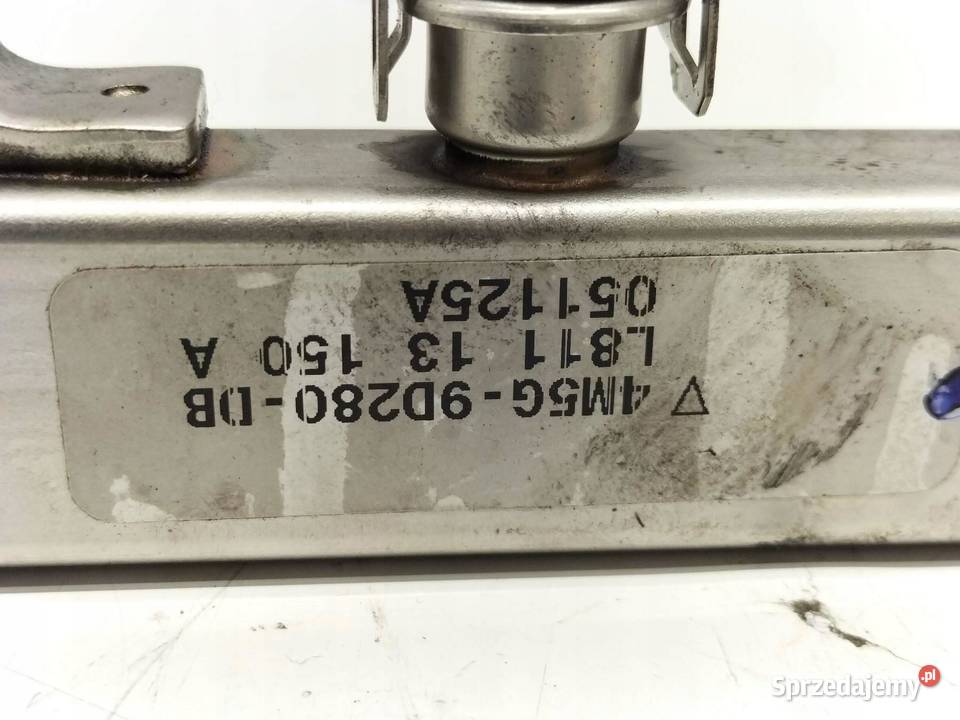 ▽ 4M5G-9D280-DB
L811 13 150 A
051125A
Sprzedajemy.pl